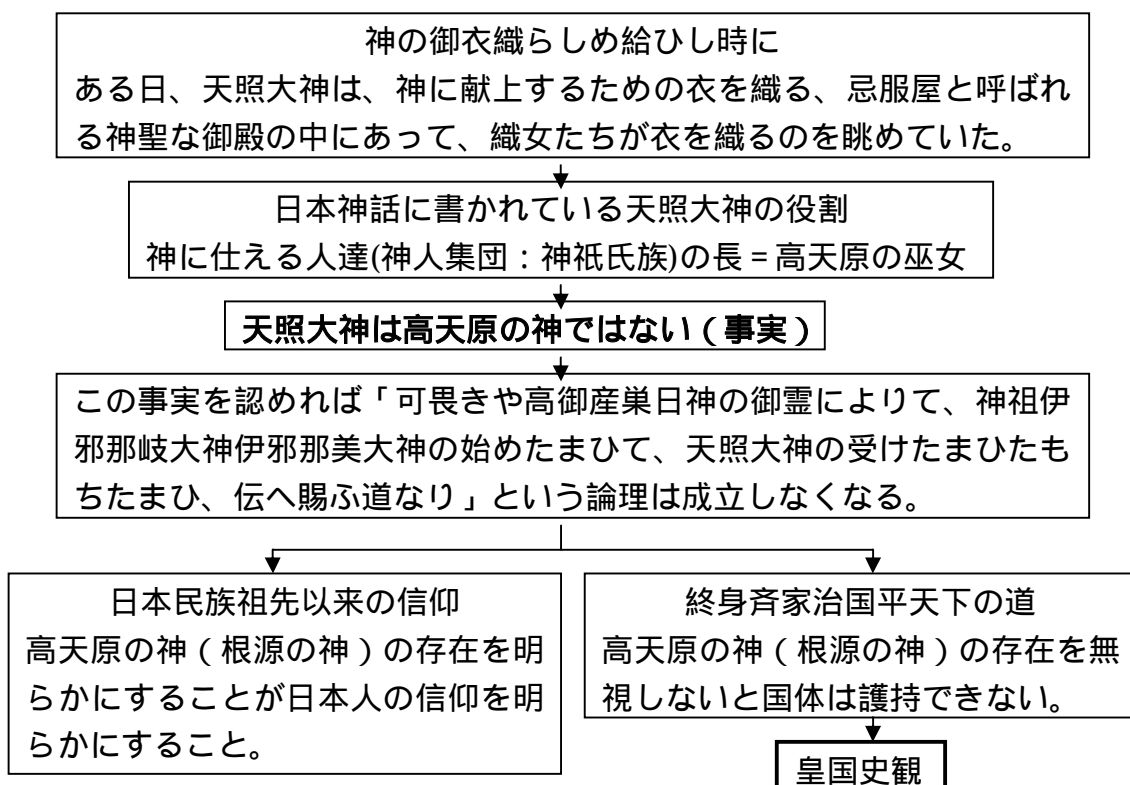 神の御衣織らしめ給ひし時に
ある日、天照大神は、神に献上するための衣を織る、忌服屋と呼ばれ
る神聖な御殿の中にあって、織女たちが衣を織るのを眺めていた。
日本神話に書かれている天照大神の役割
神に仕える人達(神人集団：神祇氏族)の長＝高天原の巫女
天照大神は高天原の神ではない（事実）
この事実を認めれば「可畏きや高御産巣日神の御霊によりて、神祖伊
邪那岐大神伊邪那美大神の始めたまひて、天照大神の受けたまひたも
ちたまひ、伝へ賜ふ道なり」という論理は成立しなくなる。
日本民族祖先以来の信仰
高天原の神（根源の神）の存在を明
らかにすることが日本人の信仰を明
らかにすること。
終身斉家治国平天下の道
高天原の神（根源の神）の存在を無
視しないと国体は護持できない。
皇国史観